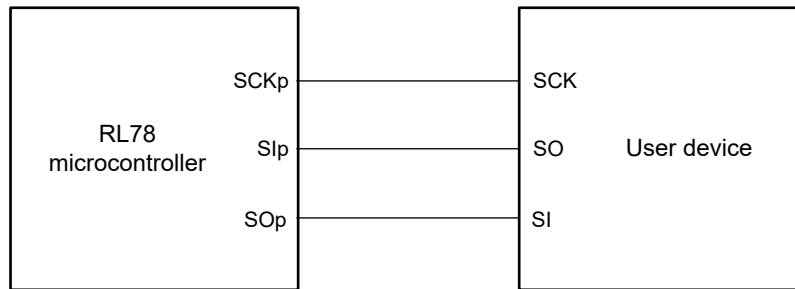 SCKp
SCK
RL78
microcontroller
SIp
SO
User device
SOp
SI